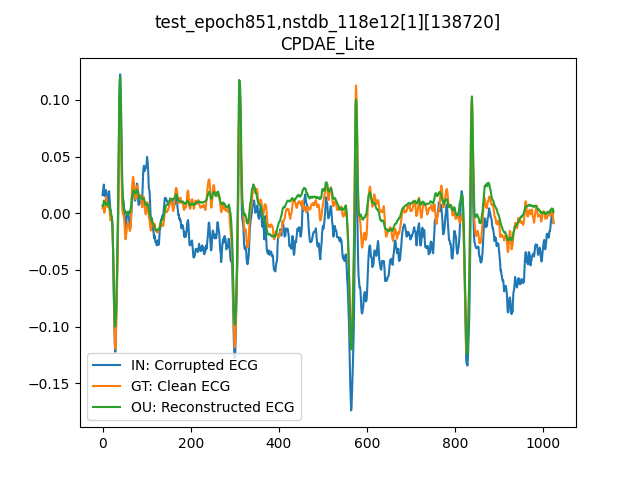 test_epoch851,nstdb_118e12[1][138720]
CPDAE_Lite
0.10
0.05
0.00
−0.05
−0.10
−0.15
IN: Corrupted ECG
GT: Clean ECG
OU: Reconstructed ECG
0 200 400 600 800 1000